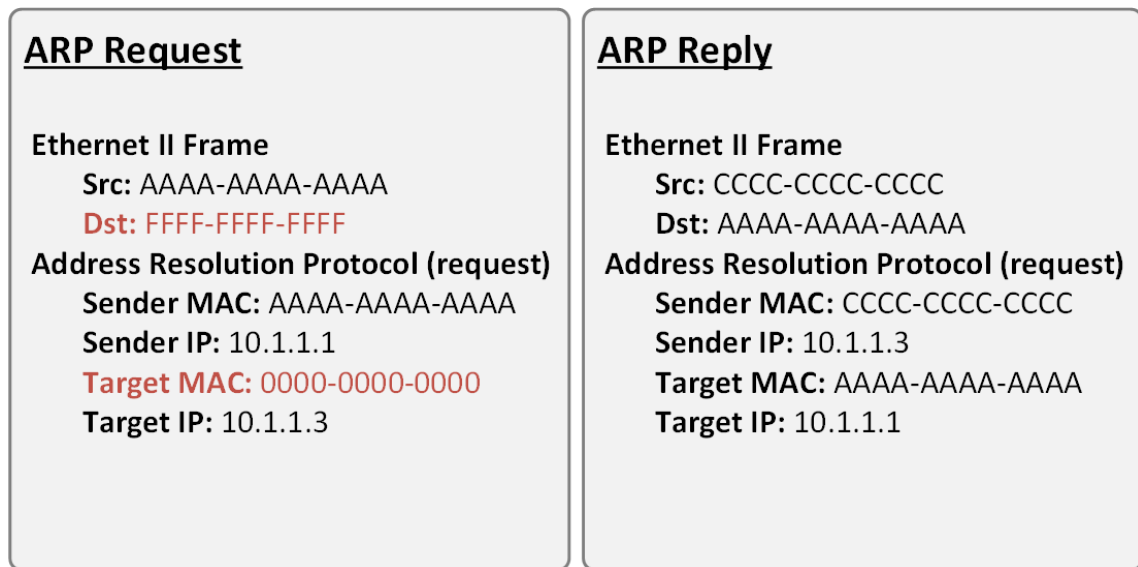 ARP Request
Ethernet II Frame
Src: AAAA-AAAA-AAAA
Dst: FFFF-FFFF-FFFF
Address Resolution Protocol (request)
Sender MAC: AAAA-AAAA-AAAA
Sender IP: 10.1.1.1
Target MAC: 0000-0000-0000
Target IP: 10.1.1.3
ARP Reply
Ethernet II Frame
Src: CCCC-CCCC-CCCC
Dst: AAAA-AAAA-AAAA
Address Resolution Protocol (request)
Sender MAC: CCCC-CCCC-CCCC
Sender IP: 10.1.1.3
Target MAC: AAAA-AAAA-AAAA
Target IP: 10.1.1.1